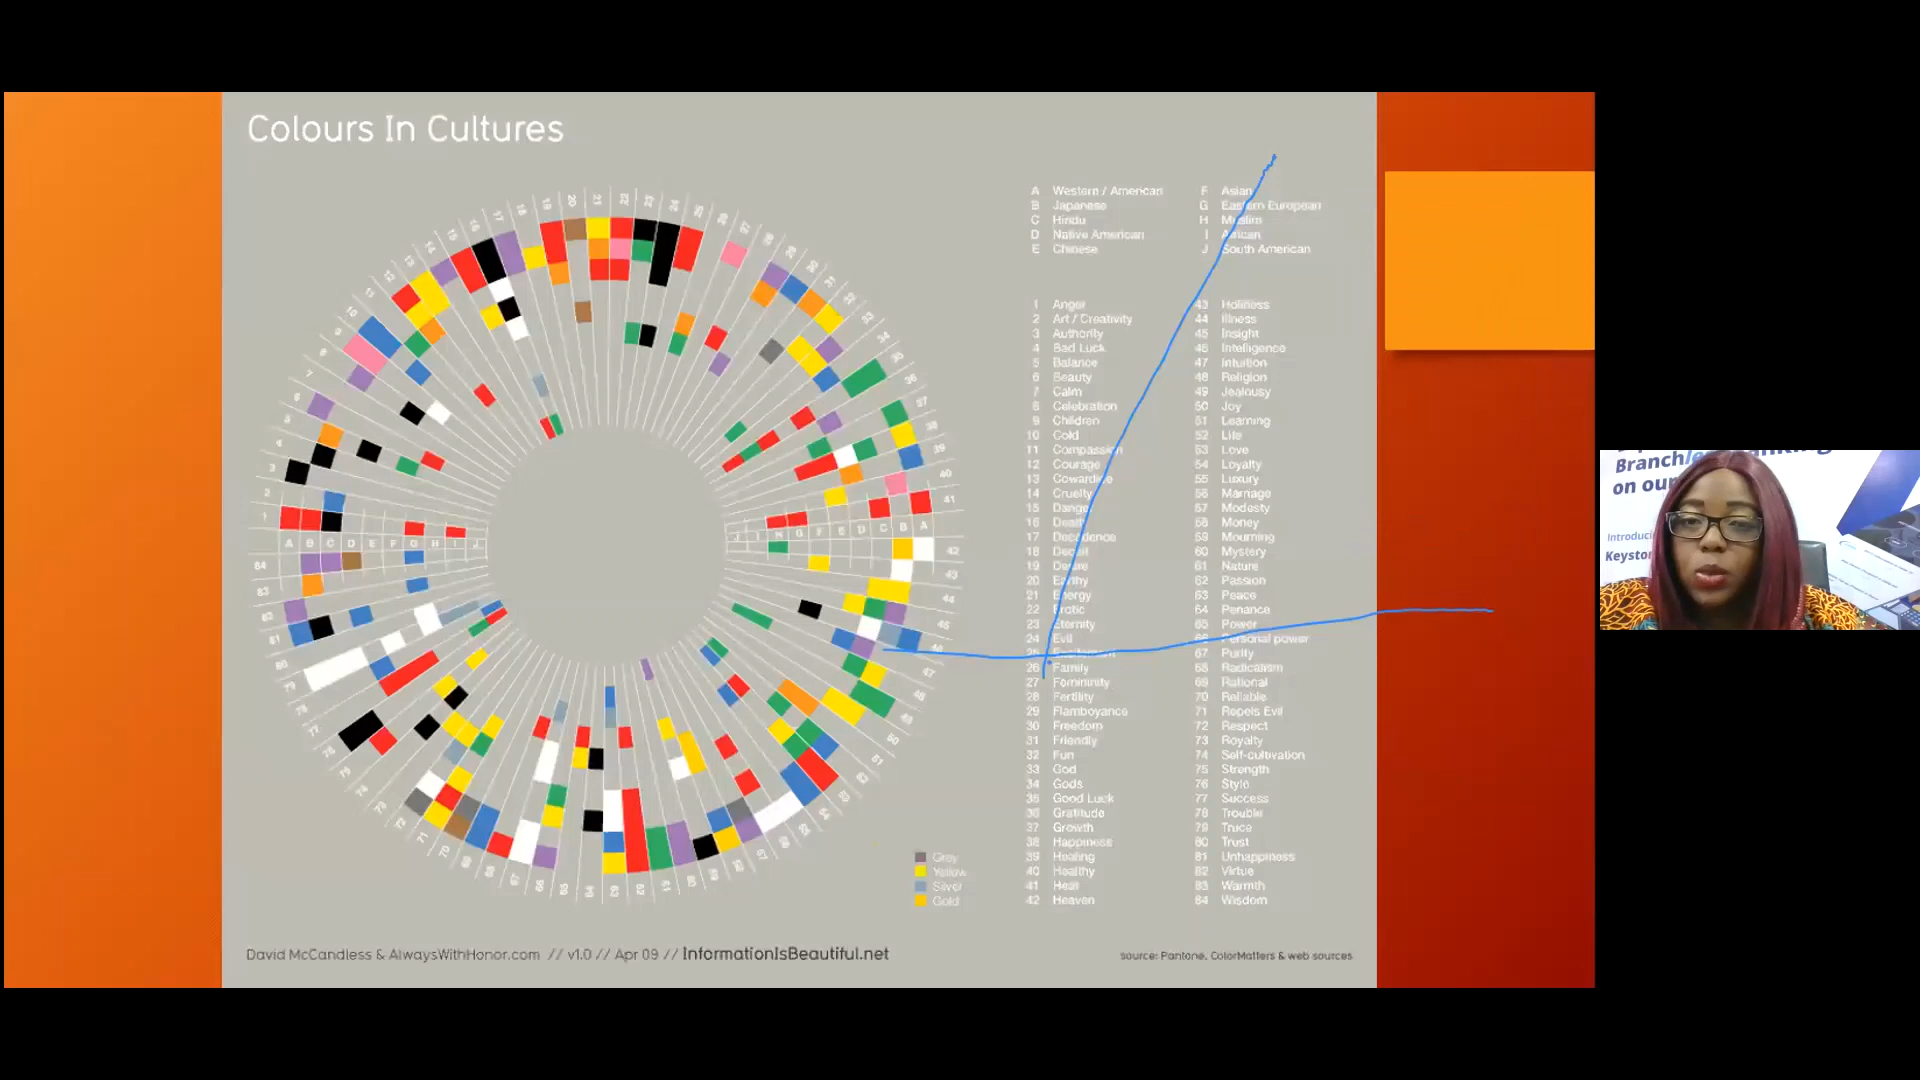 Colours In Cultures
A Western / American
B Japanese
C Hindu
D Native American
E Chinese
F Asian
G Eastern European
H Muslim
I African
J South American
1 Anger
2 Art / Creativity
3 Authority
4 Bad Luck
5 Balance
6 Beauty
7 Calm
8 Celebration
9 Children
10 Cold
11 Compassion
12 Courage
13 Cowardice
14 Cruelty
15 Danger
16 Death
17 Decadence
18 Deceit
19 Desire
20 Earthy
21 Energy
22 Erotic
23 Eternity
24 Evil
25 Excitement
26 Family
27 Femininity
28 Fertility
29 Flamboyance
30 Freedom
31 Friendly
32 Fun
33 God
34 Gods
35 Good Luck
36 Gratitude
37 Growth
38 Happiness
39 Healing
40 Healthy
41 Heat
42 Heaven
43 Holiness
44 Illness
45 Insight
46 Intelligence
47 Intuition
48 Religion
49 Jealousy
50 Joy
51 Learning
52 Life
53 Love
54 Loyalty
55 Luxury
56 Marriage
57 Modesty
58 Money
59 Mourning
60 Mystery
61 Nature
62 Passion
63 Peace
64 Penance
65 Power
66 Personal power
67 Purity
68 Radicalism
69 Rational
70 Reliable
71 Repels Evil
72 Respect
73 Royalty
74 Self-cultivation
75 Strength
76 Style
77 Success
78 Trouble
79 Truce
80 Trust
81 Unhappiness
82 Virtue
83 Warmth
84 Wisdom
Grey
Yellow
Silver
Gold
A B C D E F G H I J
David McCandless & AlwaysWithHonor.com // v1.0 // Apr 09 // InformationIsBeautiful.net
source: Pantone, ColorMatters & web sources
on our